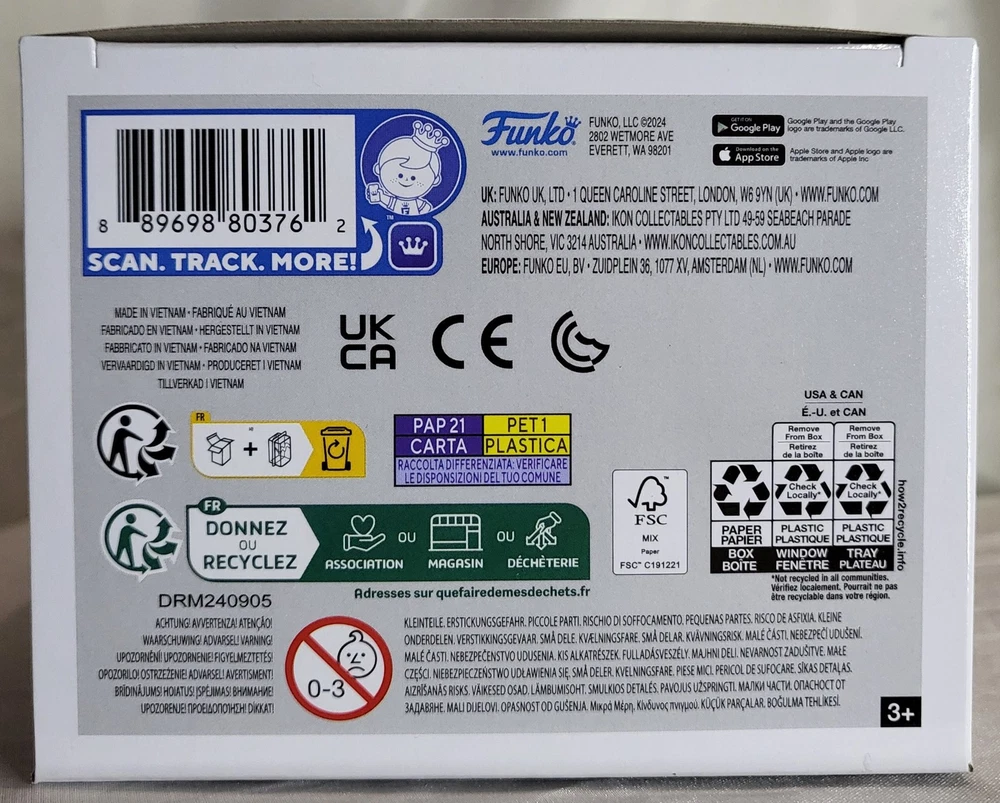 8 89698 80376 2
SCAN. TRACK. MORE!
™
Funko
www.funko.com
FUNKO, LLC ©2024
2802 WETMORE AVE
EVERETT, WA 98201
GET IT ON
Google Play
Google Play and the Google Play
logo are trademarks of Google LLC.
Download on the
App Store
Apple Store and Apple logo are
trademarks of Apple Inc
UK: FUNKO UK, LTD • 1 QUEEN CAROLINE STREET, LONDON, W6 9YN (UK) • WWW.FUNKO.COM
AUSTRALIA & NEW ZEALAND: IKON COLLECTABLES PTY LTD 49-59 SEABEACH PARADE
NORTH SHORE, VIC 3214 AUSTRALIA • WWW.IKONCOLLECTABLES.COM.AU
EUROPE: FUNKO EU, BV • ZUIDPLEIN 36, 1077 XV, AMSTERDAM (NL) • WWW.FUNKO.COM
MADE IN VIETNAM • FABRIQUÉ AU VIETNAM
FABRICADO EN VIETNAM • HERGESTELLT IN VIETNAM
FABBRICATO IN VIETNAM • FABRICADO NA VIETNAM
VERVAARDIGD IN VIETNAM • PRODUCERET I VIETNAM
TILLVERKAD I VIETNAM
UK
CA
CE
FR
+
PAP 21
PET 1
CARTA
PLASTICA
RACCOLTA DIFFERENZIATA: VERIFICARE
LE DISPOSIZIONI DEL TUO COMUNE
FR
DONNEZ
OU
RECYCLEZ
ASSOCIATION
OU
MAGASIN
OU
DÉCHÈTERIE
Adresses sur quefairedemesdechets.fr
FSC
MIX
Paper
FSC™ C191221
USA & CAN
É.-U. et CAN
Remove
From Box
Retirez
de la boîte
Remove
From Box
Retirez
de la boîte
Check
Locally*
Check
Locally*
PAPER
PAPIER
BOX
BOÎTE
PLASTIC
PLASTIQUE
WINDOW
FENÊTRE
PLASTIC
PLASTIQUE
TRAY
PLATEAU
how2recycle.info
*Not recycled in all communities.
Vérifiez localement. Pourrait ne pas
être recyclable dans votre région.
DRM240905
ACHTUNG! AVVERTENZA! ATENÇÃO!
WAARSCHUWING! ADVARSEL! VARNING!
UPOZORNĚNÍ! UPOZORNENIE! FIGYELMEZTETÉS!
OPOZORILO! OSTRZEŻENIE! ADVARSEL! AVERTISMENT!
BRĪDINĀJUMS! HOIATUS! ĮSPĖJIMAS! ВНИМАНИЕ!
UPOZORENJE! ΠΡΟΕΙΔΟΠΟΙΗΣΗ! DİKKAT!
0-3
KLEINTEILE. ERSTICKUNGSGEFAHR. PICCOLE PARTI. RISCHIO DI SOFFOCAMENTO. PEQUENAS PARTES. RISCO DE ASFIXIA. KLEINE
ONDERDELEN. VERSTIKKINGSGEVAAR. SMÅ DELE. KVÆLNINGSFARE. SMÅ DELAR. KVÄVNINGSRISK. MALÉ ČASTI. NEBEZPEČÍ UDUŠENÍ.
MALÉ ČASTI. NEBEZPEČENSTVO UDUSENIA. KIS ALKATRÉSZEK. FULLADÁSVESZÉLY. MAJHNI DELI. NEVARNOST ZADUŠITVE. MAŁE
CZĘŚCI. NIEBEZPIECZEŃSTWO UDŁAWIENIA SIĘ. SMÅ DELER. KVELNINGSFARE. PIESE MICI. PERICOL DE SUFOCARE. SĪKAS DETAĻAS.
AIZRĪŠANĀS RISKS. VÄIKESED OSAD. LÄMBUMISOHT. SMULKIOS DETALĖS. PAVOJUS UŽSPRINGTI. МАЛКИ ЧАСТИ. ОПАСНОСТ ОТ
ЗАДАВЯНЕ. MALI DIJELOVI. OPASNOST OD GUŠENJA. Μικρά Μέρη. Κίνδυνος πνιγμού. KÜÇÜK PARÇALAR. BOĞULMA TEHLİKESİ.
3+